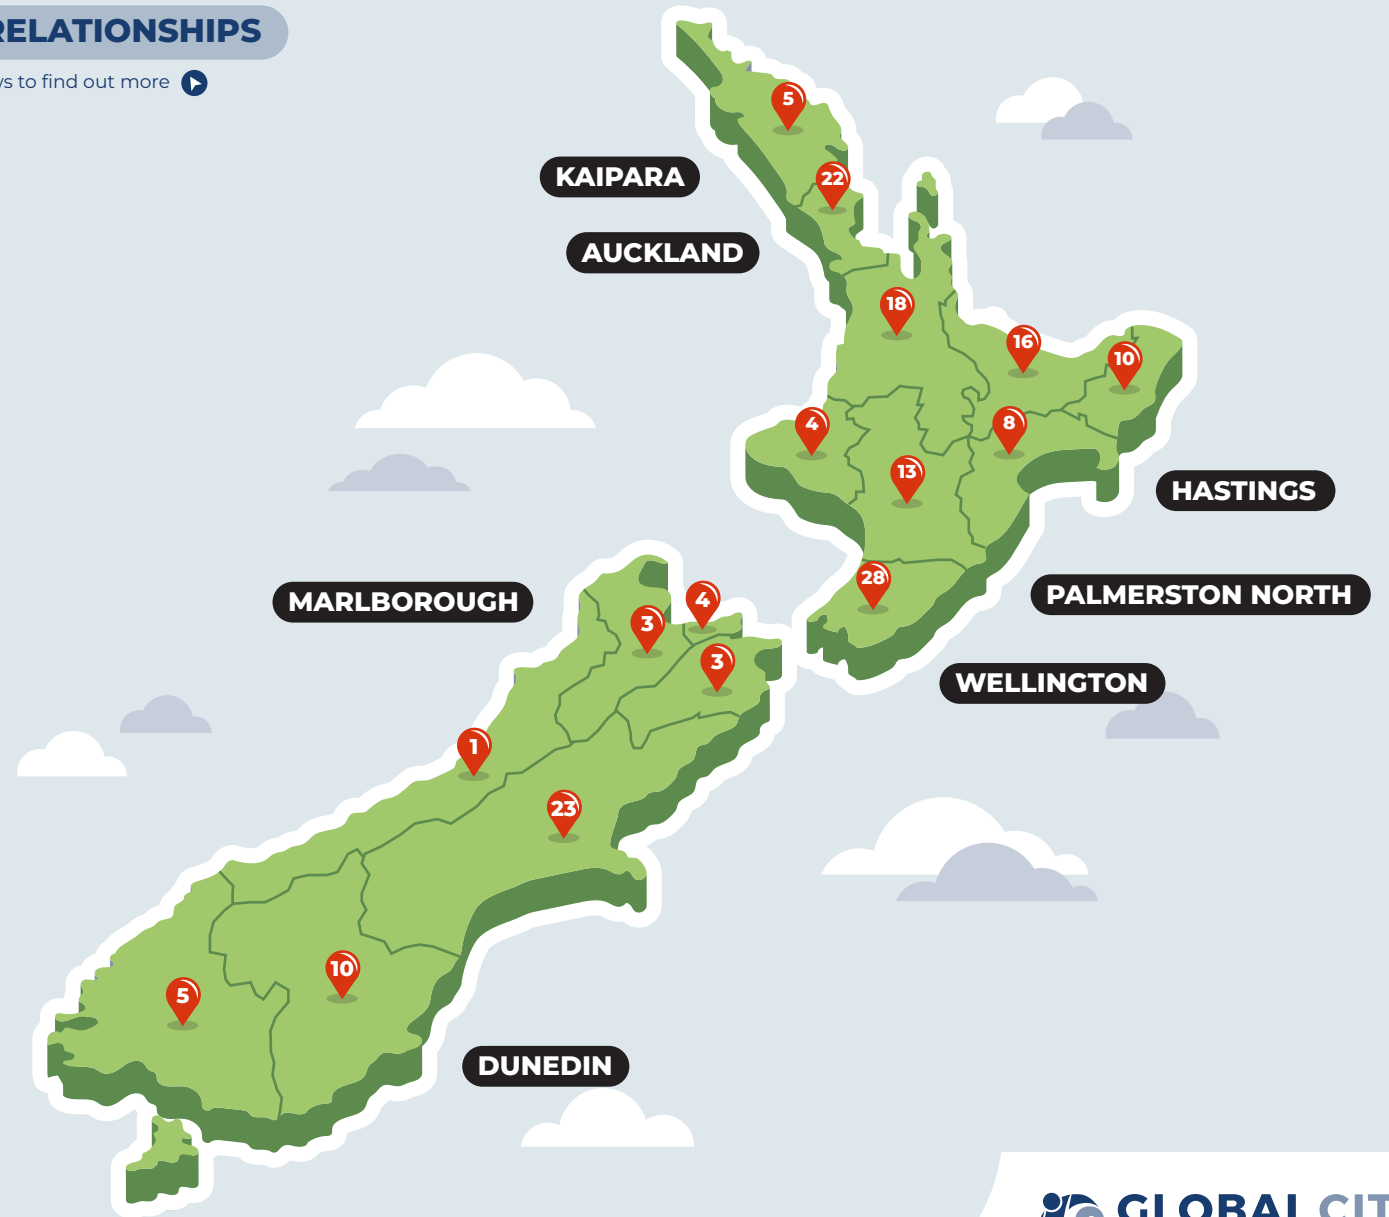 RELATIONSHIPS
to find out more
5
KAIPARA
22
AUCKLAND
18
16
10
4
8
13
HASTINGS
28
PALMERSTON NORTH
MARLBOROUGH
4
3
3
WELLINGTON
1
23
10
5
DUNEDIN
GLOBAL CIT